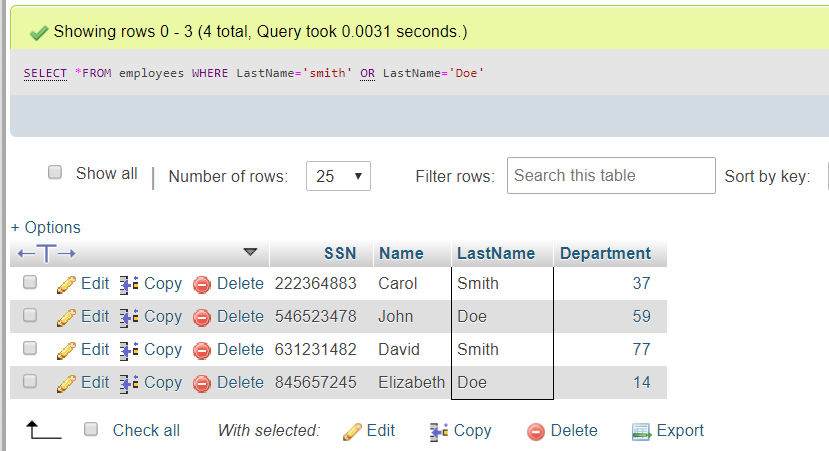 Showing rows 0 - 3 (4 total, Query took 0.0031 seconds.)
SELECT *FROM employees WHERE LastName='smith' OR LastName='Doe'
Show all | Number of rows: 25 Filter rows: Search this table Sort by key:
+ Options
SSN Name LastName Department
Edit Copy Delete 222364883 Carol Smith 37
Edit Copy Delete 546523478 John Doe 59
Edit Copy Delete 631231482 David Smith 77
Edit Copy Delete 845657245 Elizabeth Doe 14
Check all With selected: Edit Copy Delete Export